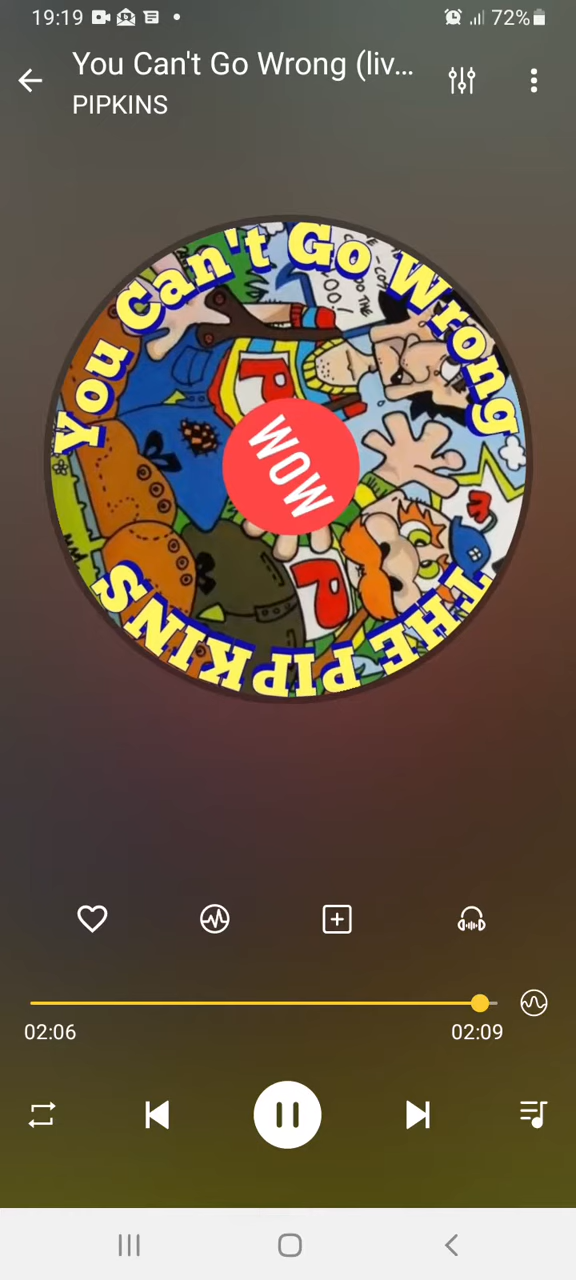 19:19
72%
You Can't Go Wrong (liv...
PIPKINS
You Can't Go Wrong
WOW
P
P
THE PIPKINS
02:06
02:09